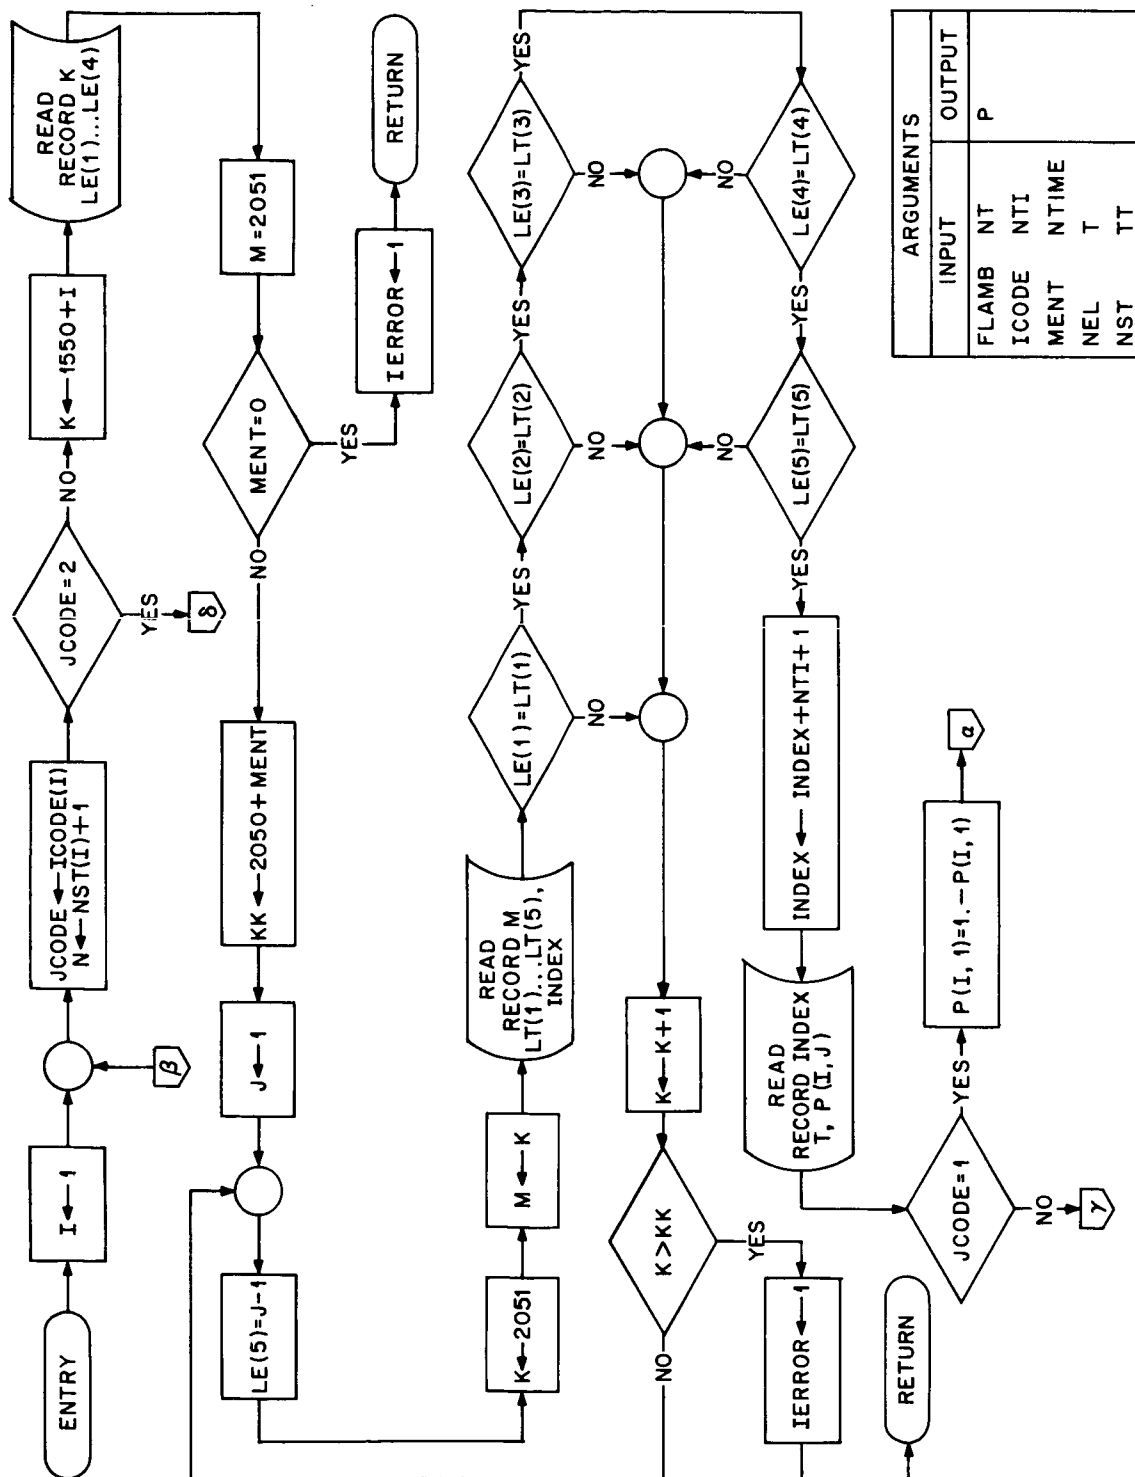 ENTRY
I←1
β
JCODE←ICODE(I)
N←NST(I)+1
JCODE=2
YES
δ
NO
K←1550+I
READ
RECORD K
LE(1)...LE(4)
M=2051
MENT=0
YES
IERROR←1
RETURN
NO
KK←2050+MENT
J←1
LE(5)=J-1
K←2051
M←K
READ
RECORD M
LT(1)...LT(5),
INDEX
LE(1)=LT(1)
NO
YES
LE(2)=LT(2)
NO
YES
LE(3)=LT(3)
NO
YES
LE(4)=LT(4)
NO
YES
LE(5)=LT(5)
NO
YES
K←K+1
K>KK
NO
YES
IERROR←1
RETURN
INDEX←INDEX+NTI+1
READ
RECORD INDEX
T, P(I,J)
JCODE=1
NO
γ
YES
P(I,1)=1.-P(I,1)
α
ARGUMENTS
INPUT OUTPUT
FLAMB NT P
ICODE NTI
MENT NTIME
NEL T
NST TT